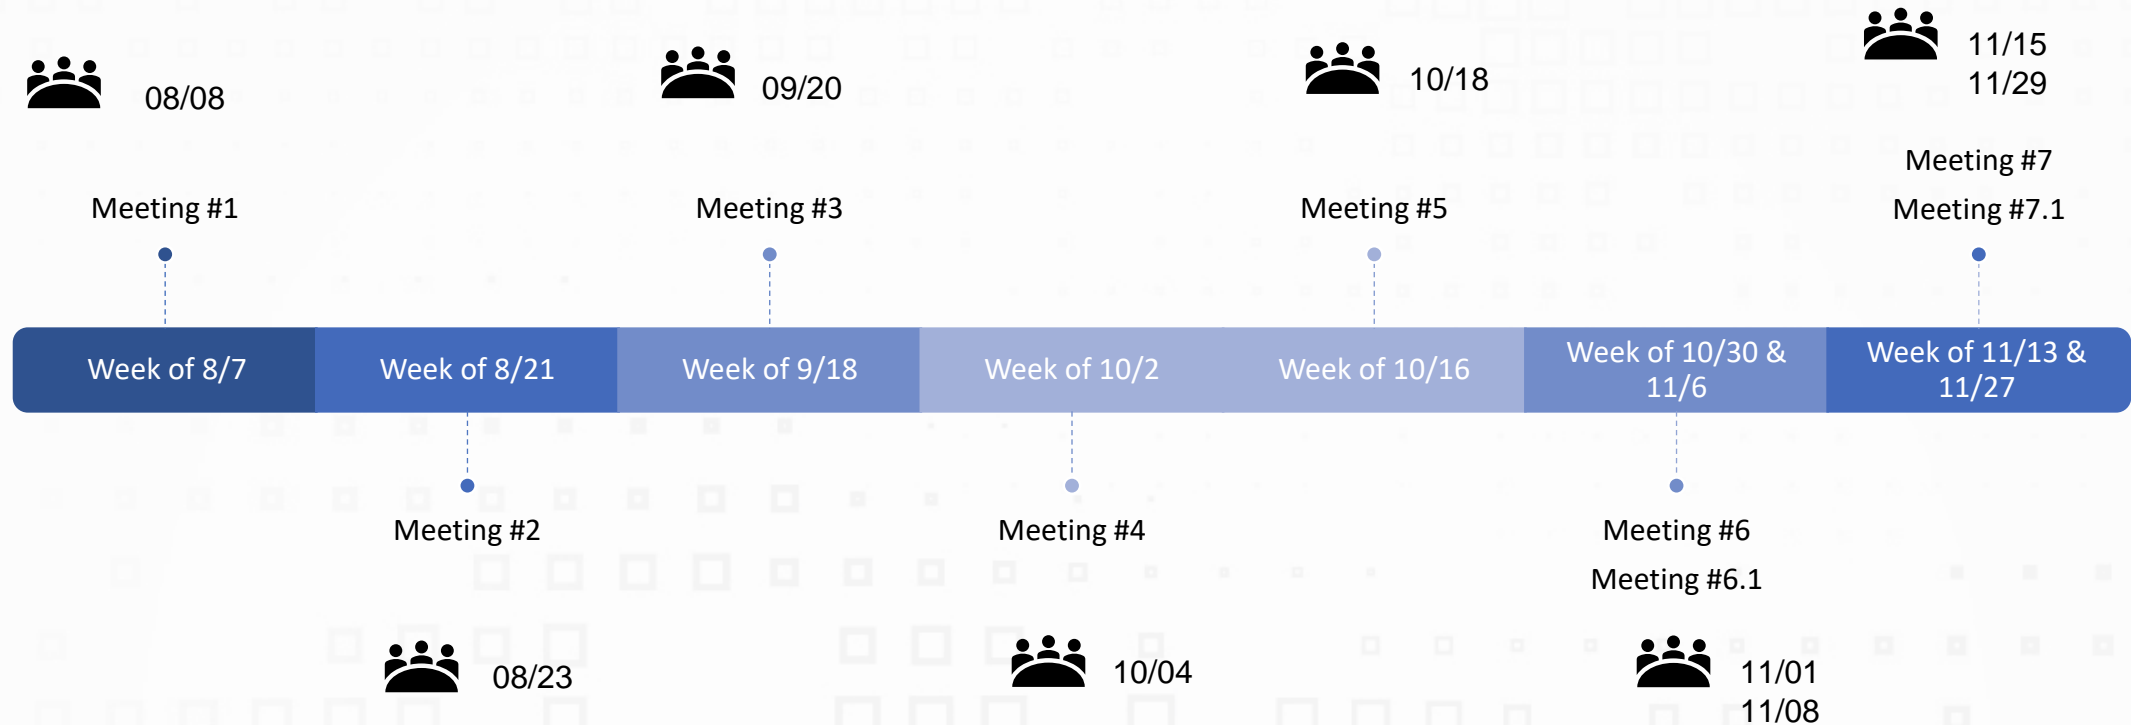 08/08
09/20
10/18
11/15
11/29
Meeting #1
Meeting #3
Meeting #5
Meeting #7
Meeting #7.1
Week of 8/7
Week of 8/21
Week of 9/18
Week of 10/2
Week of 10/16
Week of 10/30 &
11/6
Week of 11/13 &
11/27
Meeting #2
Meeting #4
Meeting #6
Meeting #6.1
08/23
10/04
11/01
11/08